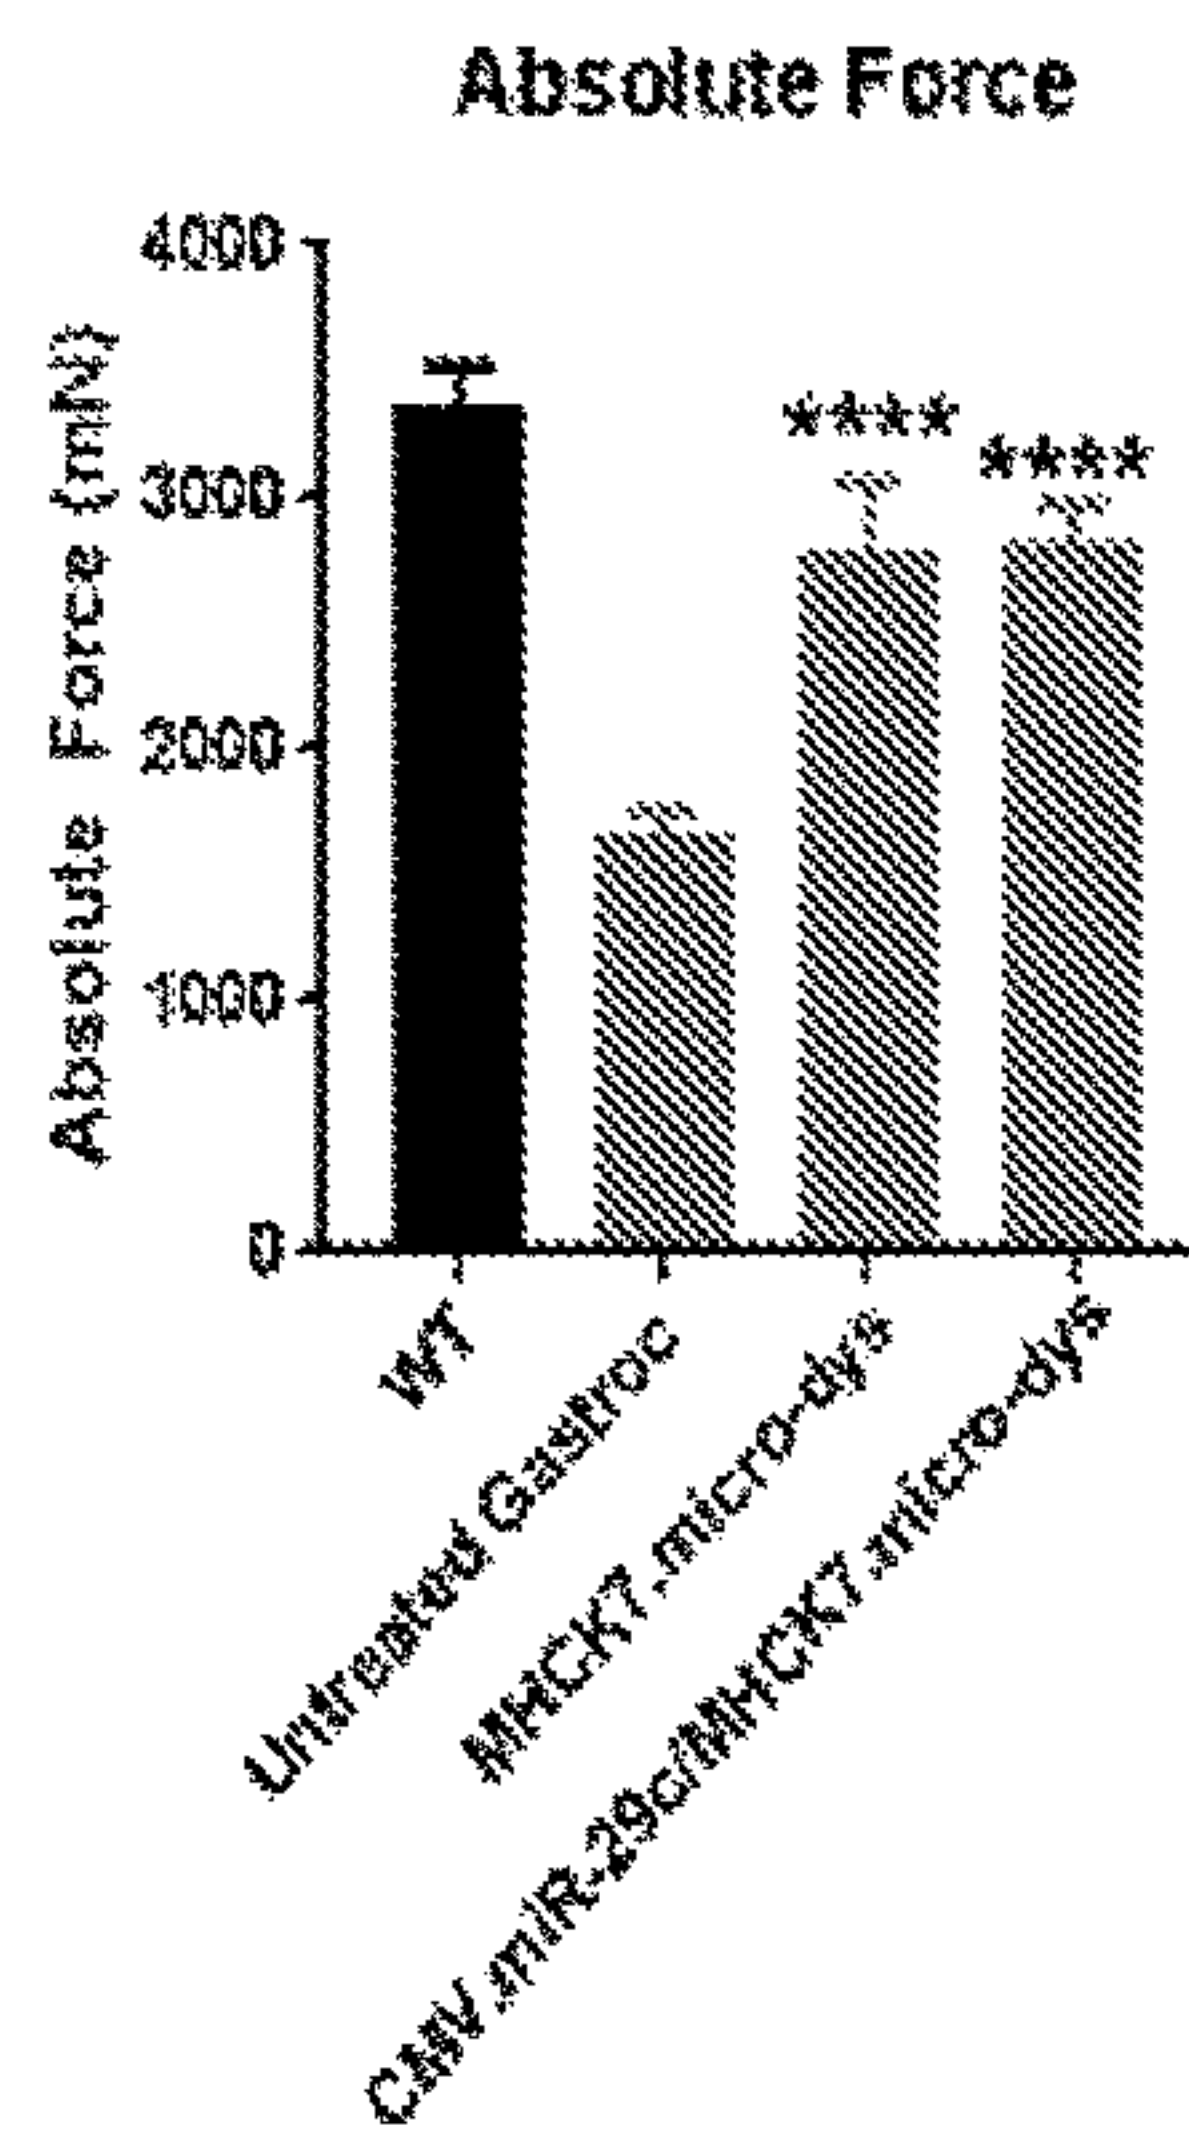 Absolute Force
Absolute Force (mN)
4000
3000
2000
1000
0
****
****
WT
Untreated Gastroc
MHCK7.micro-dys
CMV.miR-29c/MHCK7.micro-dys